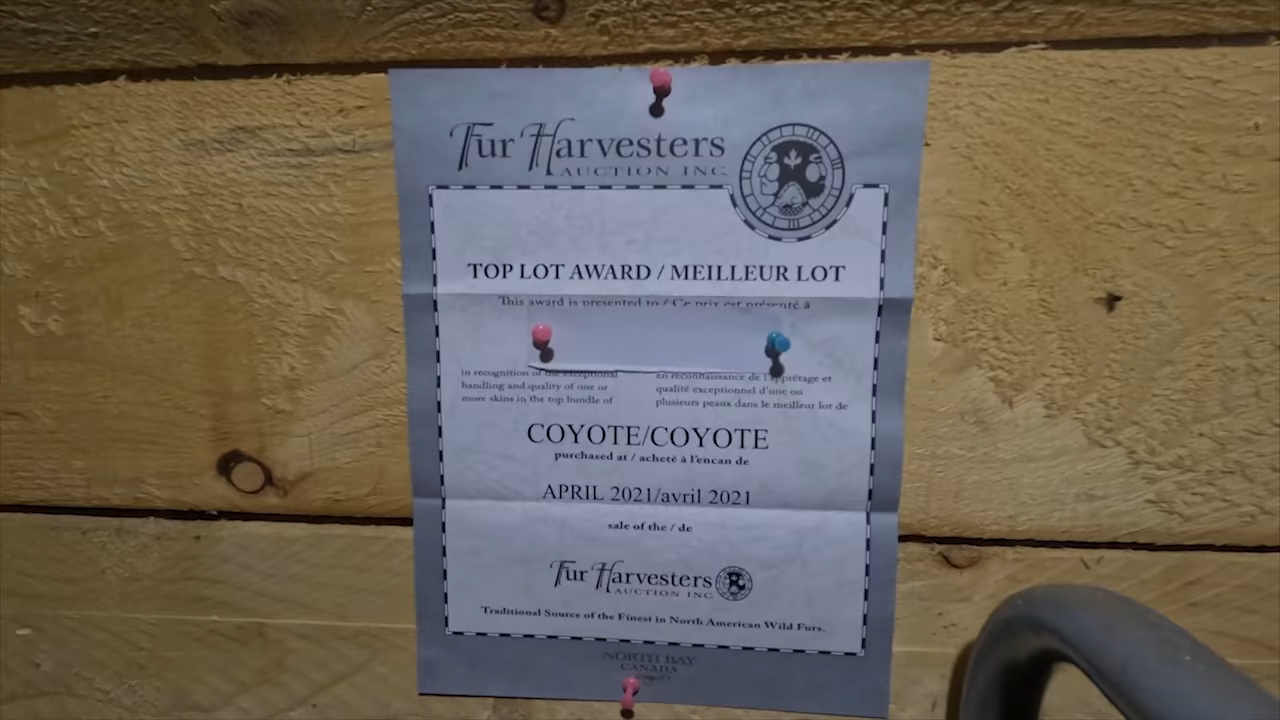 Fur Harvesters
AUCTION INC.
TOP LOT AWARD / MEILLEUR LOT
This award is presented to / Ce prix est présenté à
in recognition of the exceptional
handling and quality of one or
more skins in the top bundle of
en reconnaissance de l'apprêtage et
qualité exceptionnel d'une ou
plusieurs peaux dans le meilleur lot de
COYOTE/COYOTE
purchased at / acheté à l'encan de
APRIL 2021/avril 2021
sale of the / de
Fur Harvesters
AUCTION INC.
Traditional Source of the Finest in North American Wild Furs.
NORTH BAY
CANADA